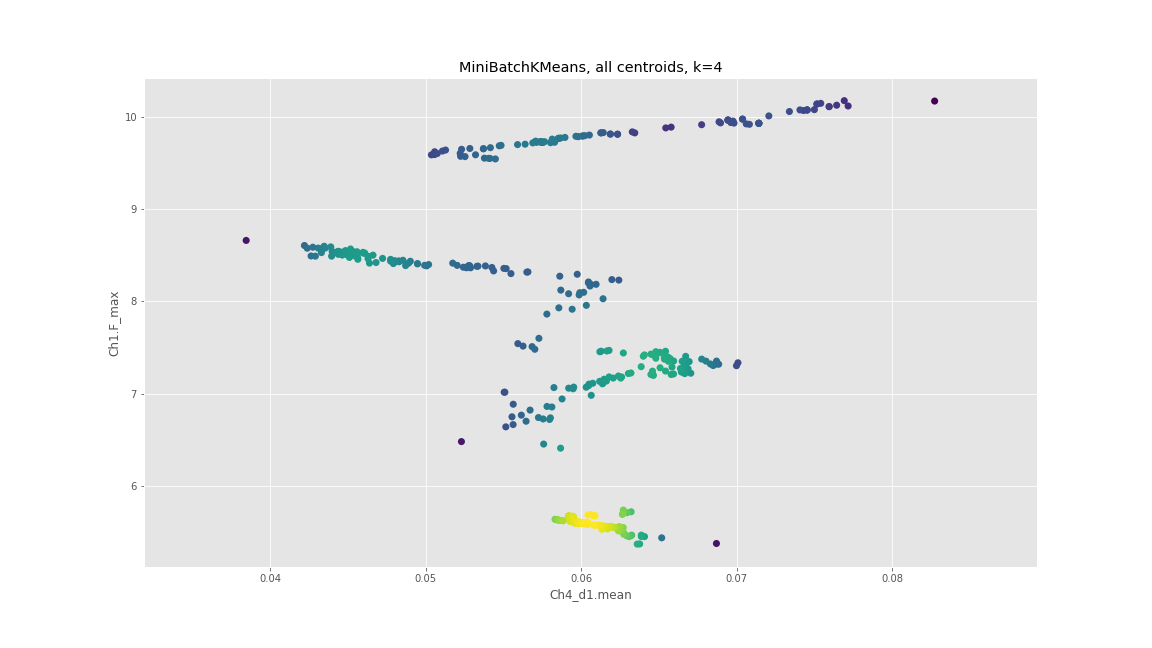 MiniBatchKMeans, all centroids, k=4
Ch1.F_max
10
9
8
7
6
0.04 0.05 0.06 0.07 0.08
Ch4_d1.mean